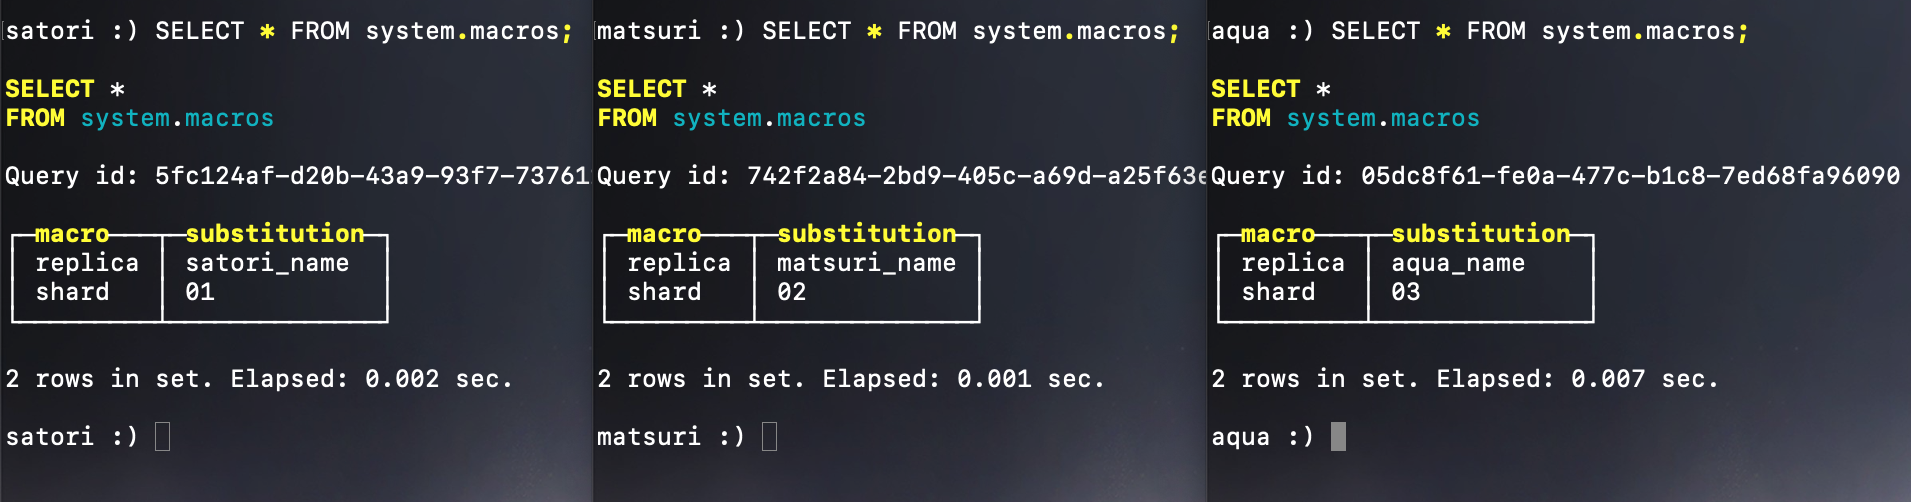 satori :) SELECT * FROM system.macros;
SELECT *
FROM system.macros
Query id: 5fc124af-d20b-43a9-93f7-73761
macro substitution
replica satori_name
shard 01
2 rows in set. Elapsed: 0.002 sec.
satori :)
matsuri :) SELECT * FROM system.macros;
SELECT *
FROM system.macros
Query id: 742f2a84-2bd9-405c-a69d-a25f63
macro substitution
replica matsuri_name
shard 02
2 rows in set. Elapsed: 0.001 sec.
matsuri :)
aqua :) SELECT * FROM system.macros;
SELECT *
FROM system.macros
Query id: 05dc8f61-fe0a-477c-b1c8-7ed68fa96090
macro substitution
replica aqua_name
shard 03
2 rows in set. Elapsed: 0.007 sec.
aqua :)